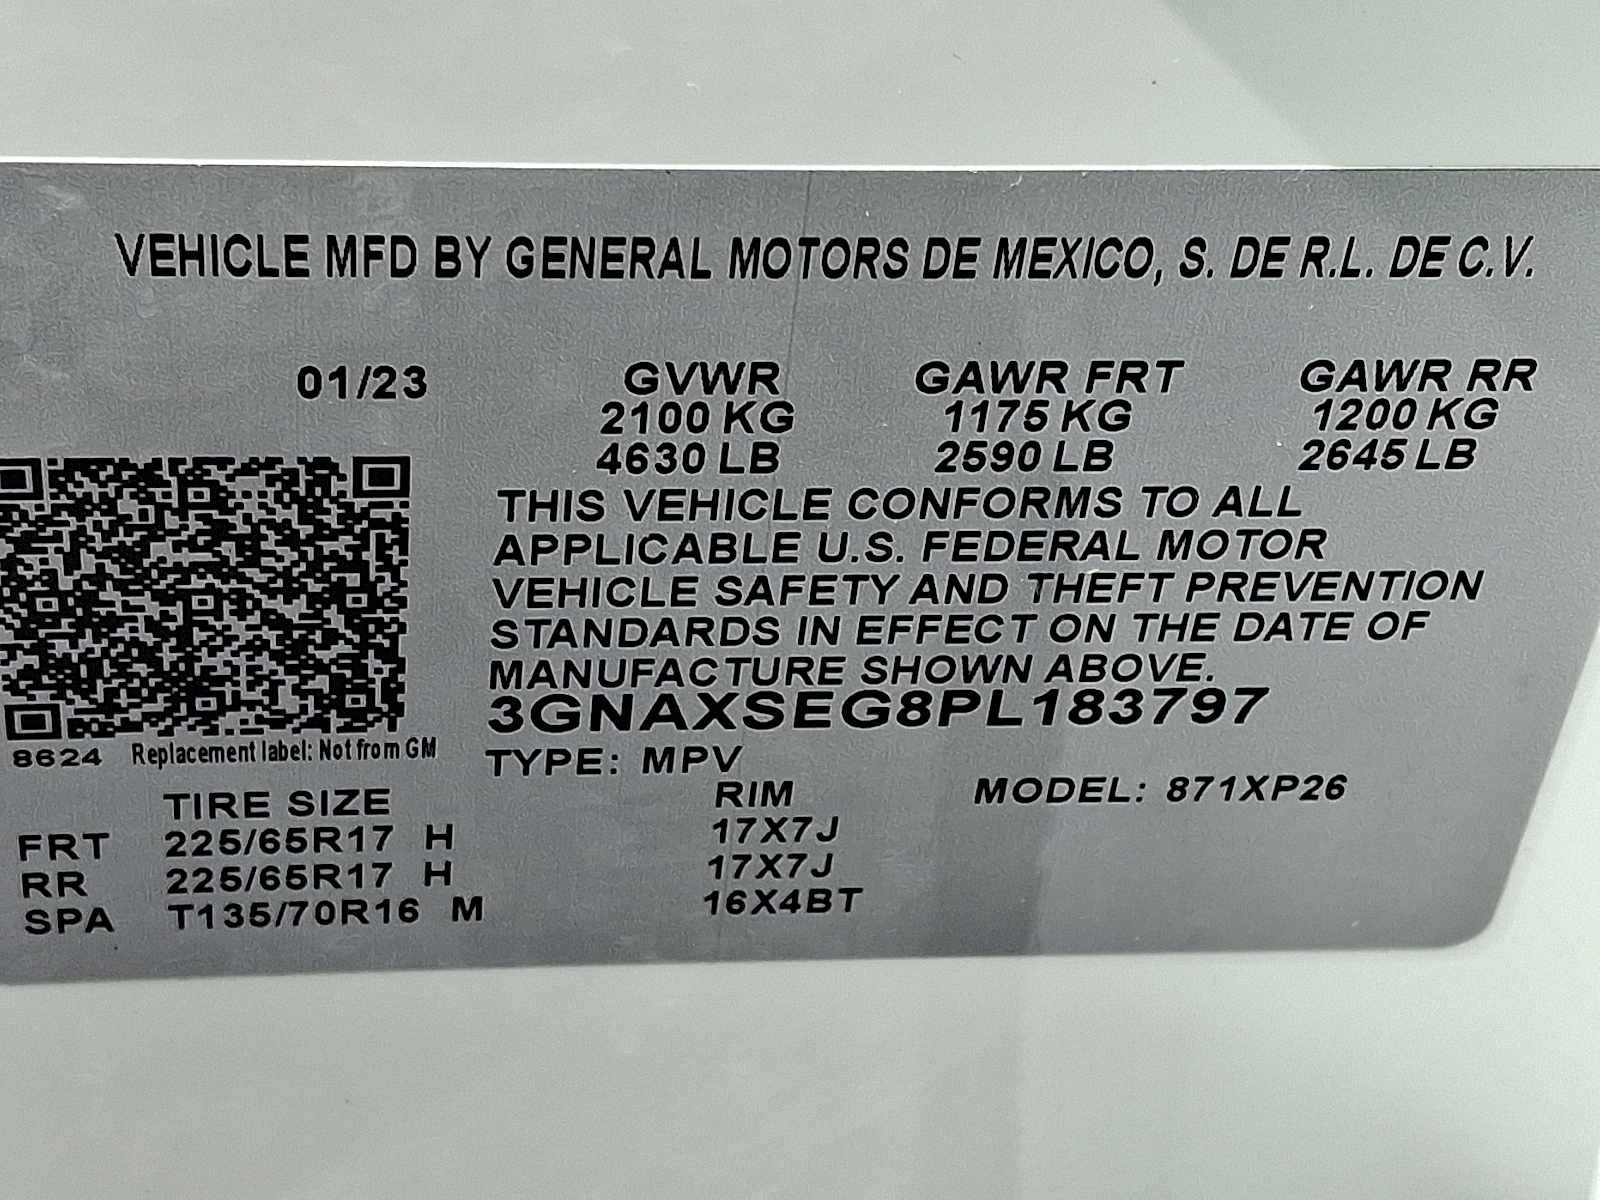 VEHICLE MFD BY GENERAL MOTORS DE MEXICO, S. DE R.L. DE C.V.
01/23 GVWR GAWR FRT GAWR RR
2100 KG 1175 KG 1200 KG
4630 LB 2590 LB 2645 LB
THIS VEHICLE CONFORMS TO ALL
APPLICABLE U.S. FEDERAL MOTOR
VEHICLE SAFETY AND THEFT PREVENTION
STANDARDS IN EFFECT ON THE DATE OF
MANUFACTURE SHOWN ABOVE.
3GNAXSEG8PL183797
8624 Replacement label: Not from GM
TYPE: MPV
TIRE SIZE RIM MODEL: 871XP26
FRT 225/65R17 H 17X7J
RR 225/65R17 H 17X7J
SPA T135/70R16 M 16X4BT